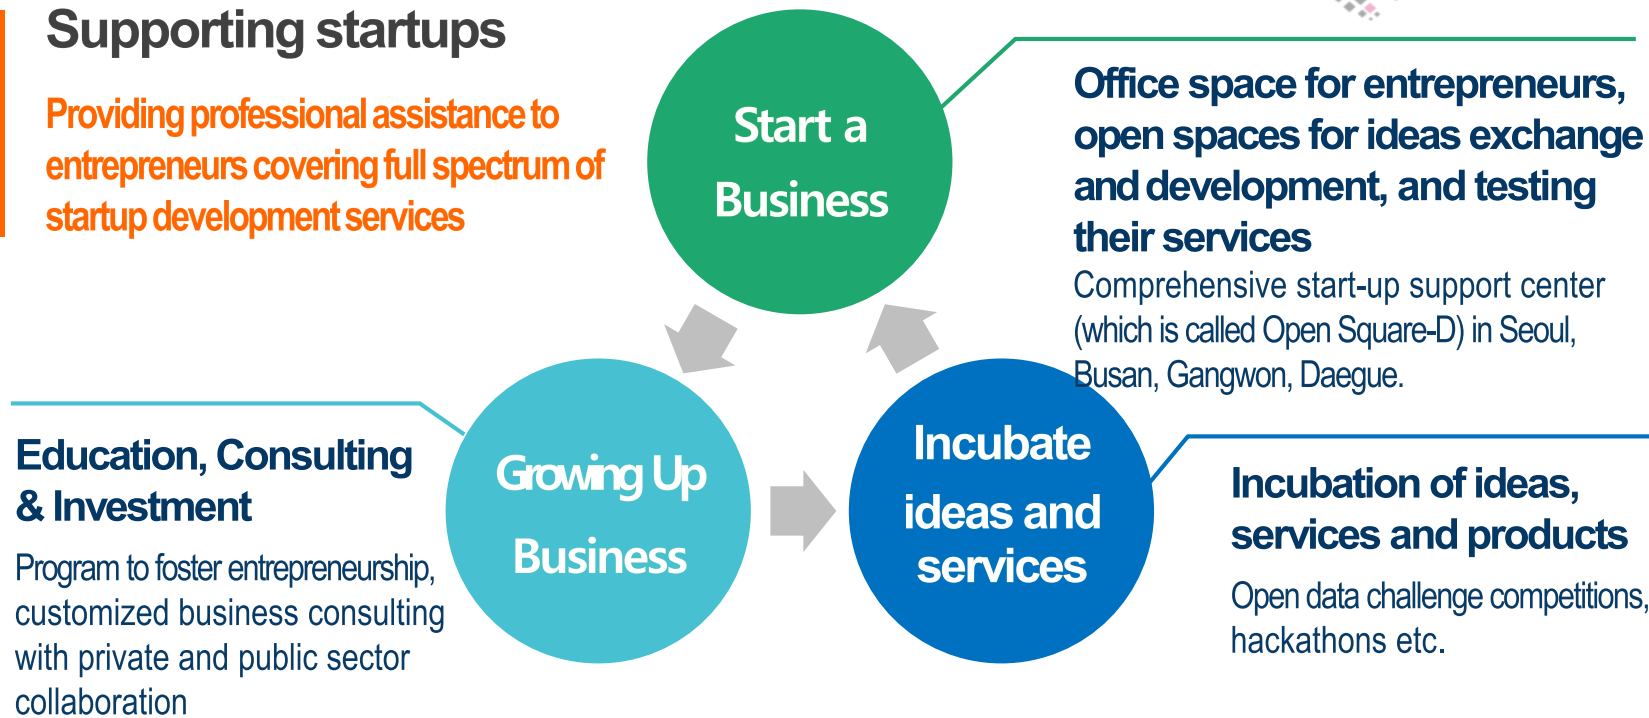 Supporting startups
Providing professional assistance to
entrepreneurs covering full spectrum of
startup development services
Start a
Business
Office space for entrepreneurs,
open spaces for ideas exchange
and development, and testing
their services
Comprehensive start-up support center
(which is called Open Square-D) in Seoul,
Busan, Gangwon, Daegue.
Education, Consulting
& Investment
Program to foster entrepreneurship,
customized business consulting
with private and public sector
collaboration
Growing Up
Business
Incubate
ideas and
services
Incubation of ideas,
services and products
Open data challenge competitions,
hackathons etc.